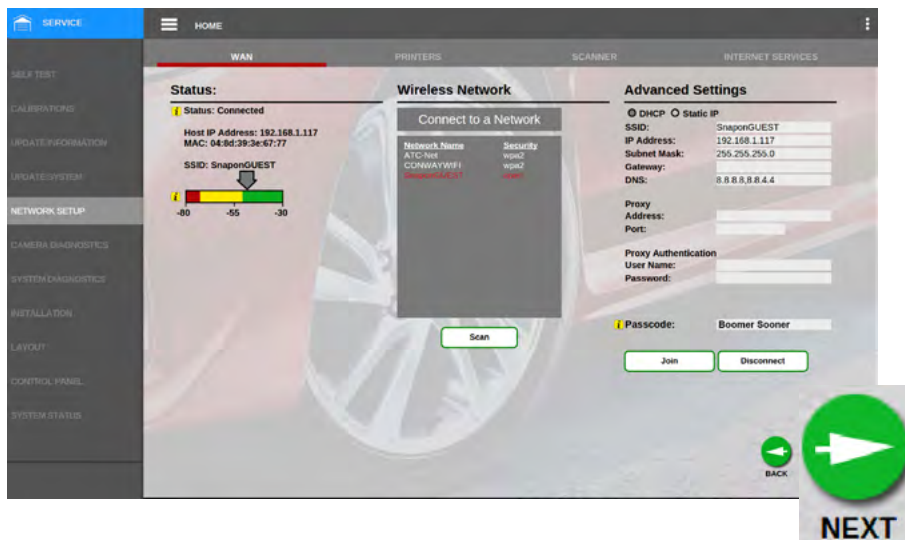 SERVICE
HOME
WAN PRINTERS SCANNER INTERNET SERVICES
SELF TEST
CALIBRATIONS
UPDATE INFORMATION
UPDATE SYSTEM
NETWORK SETUP
CAMERA DIAGNOSTICS
SYSTEM DIAGNOSTICS
INSTALLATION
LAYOUT
CONTROL PANEL
SYSTEM STATUS
Status:
i Status: Connected
Host IP Address: 192.168.1.117
MAC: 04:8d:39:3e:67:77
SSID: SnaponGUEST
i
-80 -55 -30
Wireless Network
Connect to a Network
Network Name Security
ATC-Net wpa2
CONWAYWIFI wpa2
SnaponGUEST
Scan
Advanced Settings
DHCP Static IP
SSID: SnaponGUEST
IP Address: 192.168.1.117
Subnet Mask: 255.255.255.0
Gateway:
DNS: 8.8.8.8,8.8.4.4
Proxy
Address:
Port:
Proxy Authentication
User Name:
Password:
i Passcode: Boomer Sooner
Join Disconnect
BACK
NEXT